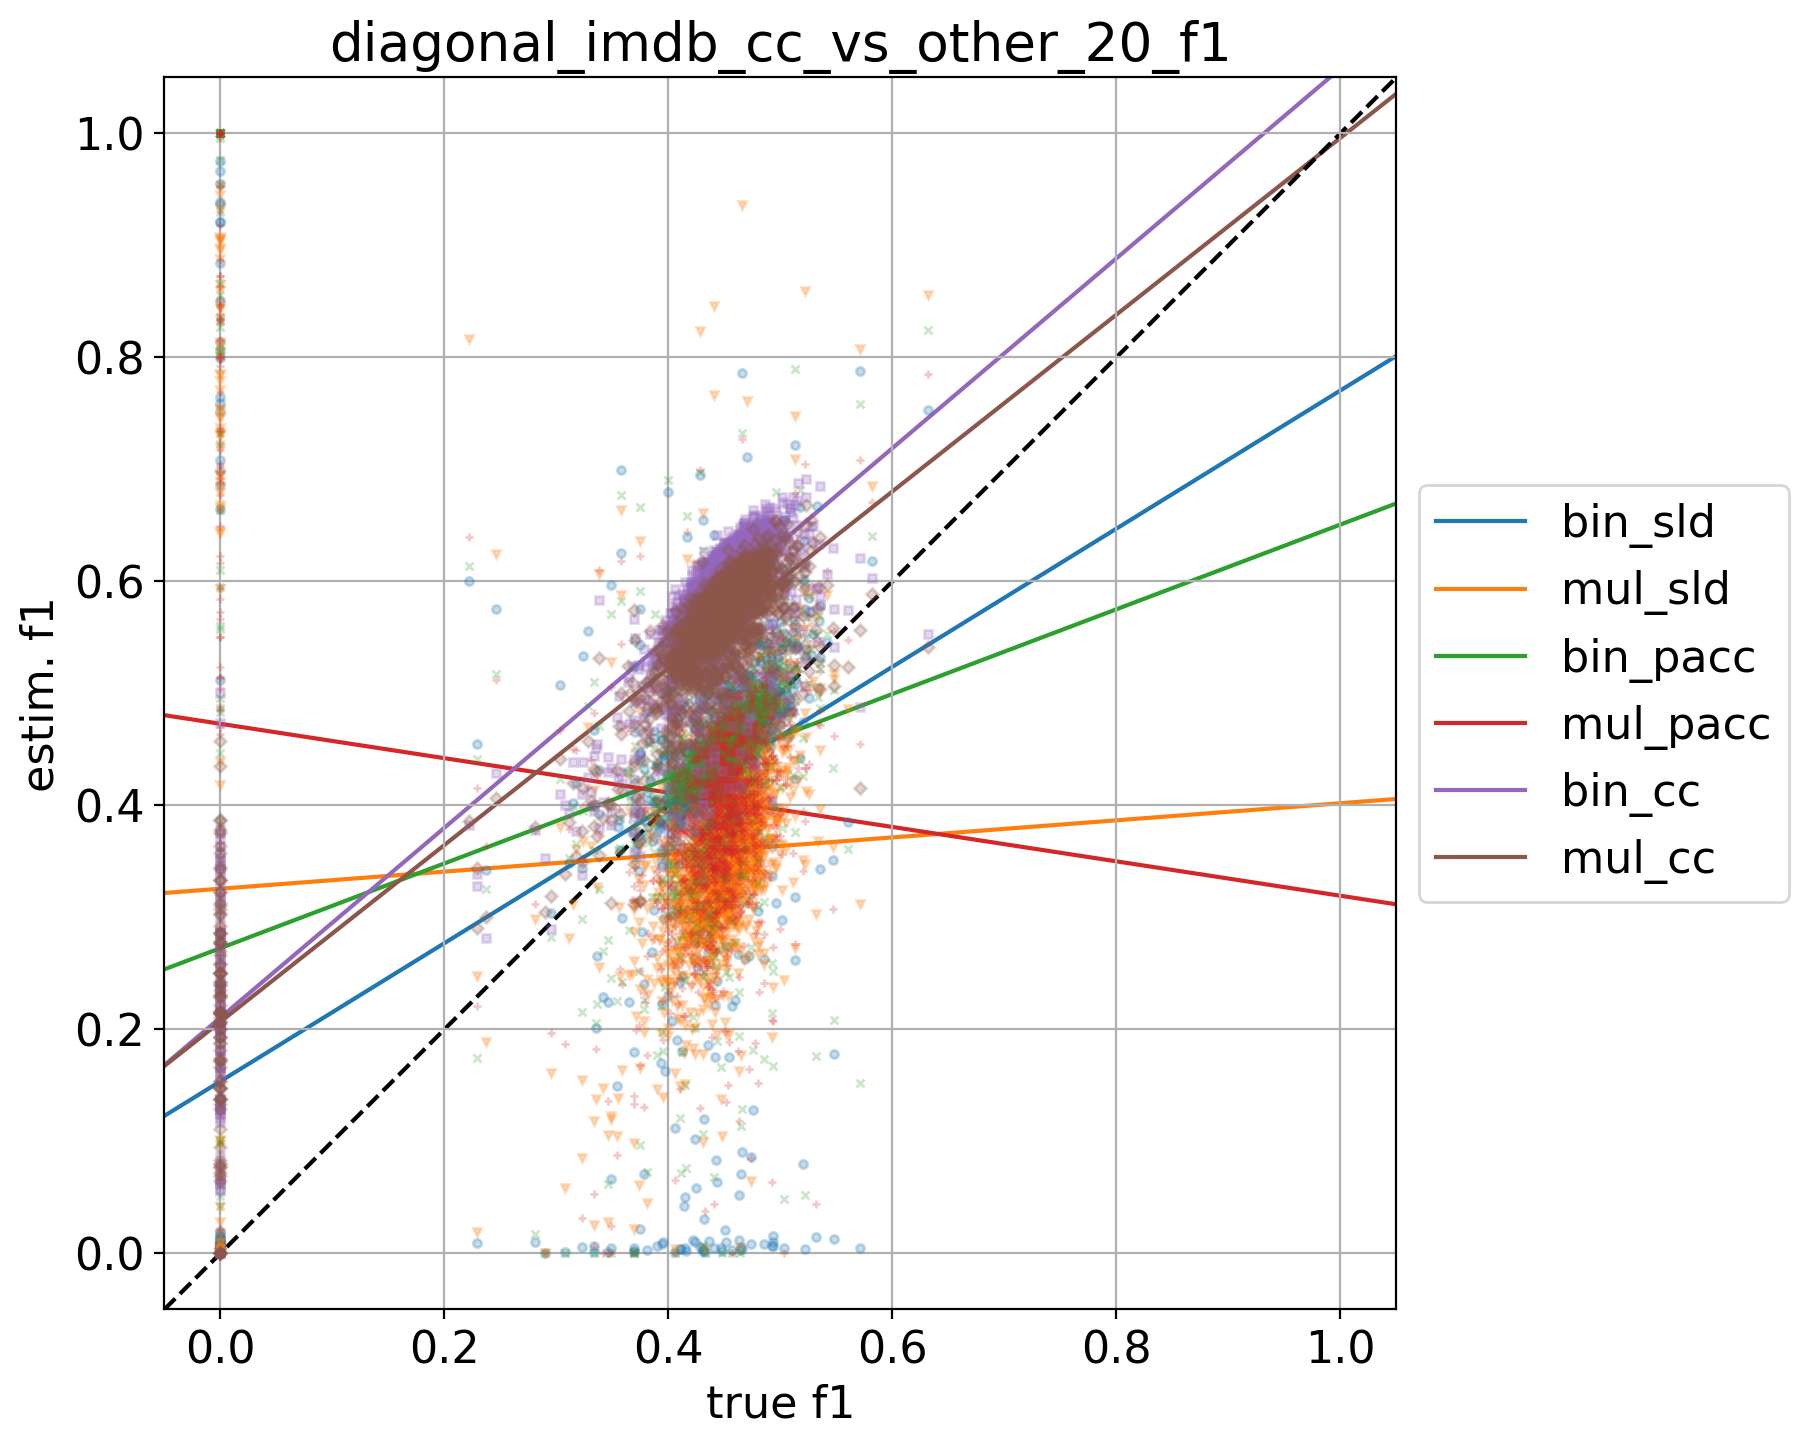 diagonal_imdb_cc_vs_other_20_f1
1.0
0.8
0.6
0.4
0.2
0.0
estim. f1
0.0 0.2 0.4 0.6 0.8 1.0
true f1
bin_sld
mul_sld
bin_pacc
mul_pacc
bin_cc
mul_cc